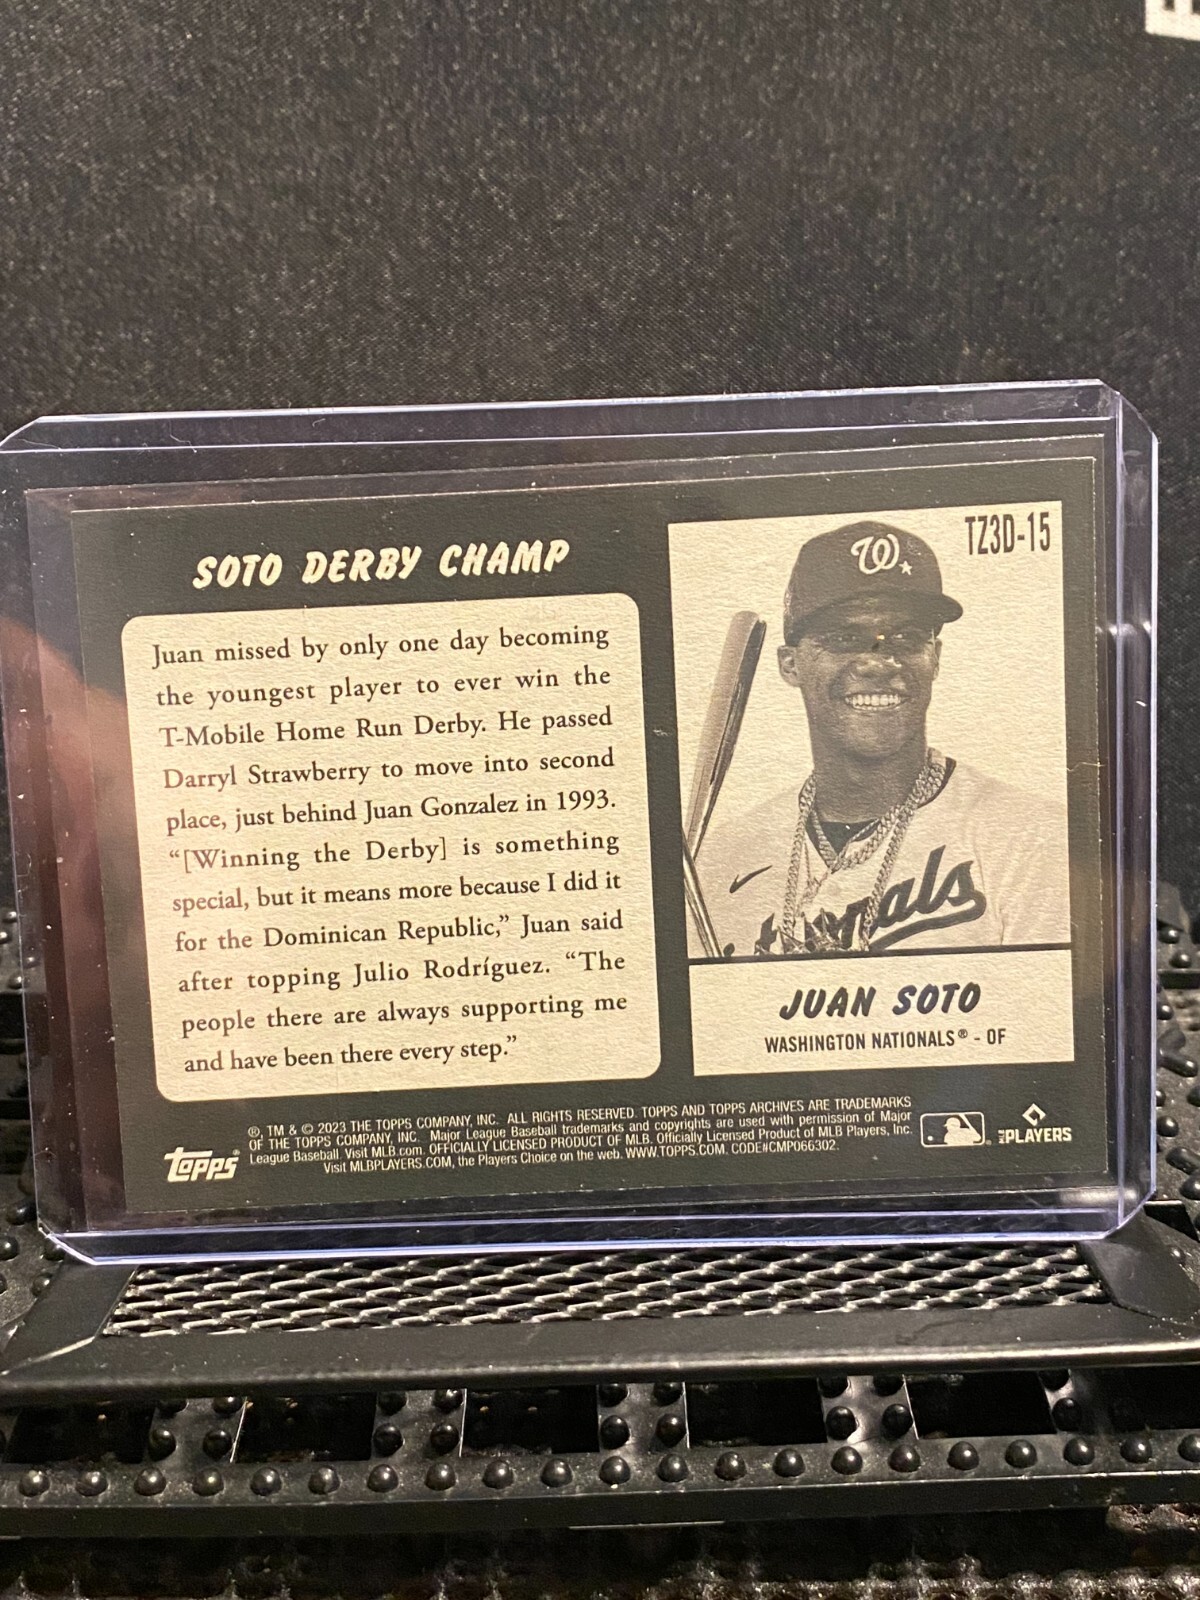 SOTO DERBY CHAMP
Juan missed by only one day becoming
the youngest player to ever win the
T-Mobile Home Run Derby. He passed
Darryl Strawberry to move into second
place, just behind Juan Gonzalez in 1993.
“[Winning the Derby] is something
special, but it means more because I did it
for the Dominican Republic,” Juan said
after topping Julio Rodríguez. “The
people there are always supporting me
and have been there every step.”
TZ3D-15
W
tionals
JUAN SOTO
WASHINGTON NATIONALS® - OF
topps®
®, TM & © 2023 THE TOPPS COMPANY, INC. ALL RIGHTS RESERVED. TOPPS AND TOPPS ARCHIVES ARE TRADEMARKS
OF THE TOPPS COMPANY, INC. Major League Baseball trademarks and copyrights are used with permission of Major
League Baseball. Visit MLB.com. OFFICIALLY LICENSED PRODUCT OF MLB. Officially Licensed Product of MLB Players, Inc.
Visit MLBPLAYERS.COM, the Players Choice on the web. WWW.TOPPS.COM. CODE#CMP066302.
PLAYERS